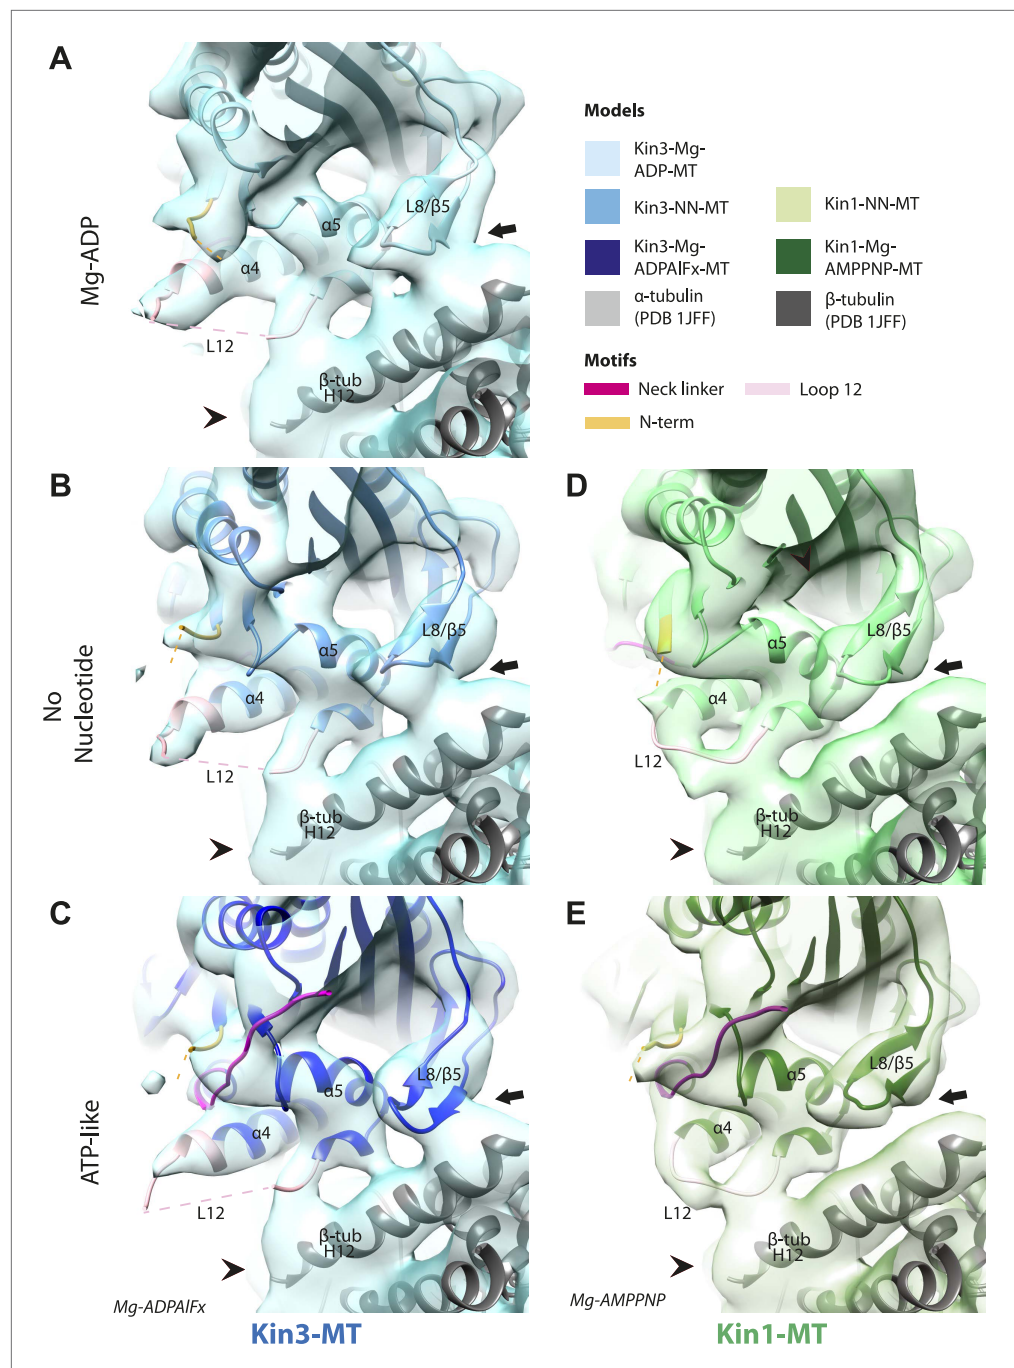 A
Mg-ADP
α5
L8/β5
α4
L12
β-tub
H12
Models
Kin3-Mg-
ADP-MT
Kin3-NN-MT
Kin1-NN-MT
Kin3-Mg-
ADPAlFx-MT
Kin1-Mg-
AMPPNP-MT
α-tubulin
(PDB 1JFF)
β-tubulin
(PDB 1JFF)
Motifs
Neck linker
Loop 12
N-term
B
No
Nucleotide
α5
L8/β5
α4
L12
β-tub
H12
D
α5
L8/β5
α4
L12
β-tub
H12
C
ATP-like
α5
L8/β5
α4
L12
β-tub
H12
Mg-ADPAlFx
Kin3-MT
E
α5
L8/β5
α4
L12
β-tub
H12
Mg-AMPPNP
Kin1-MT